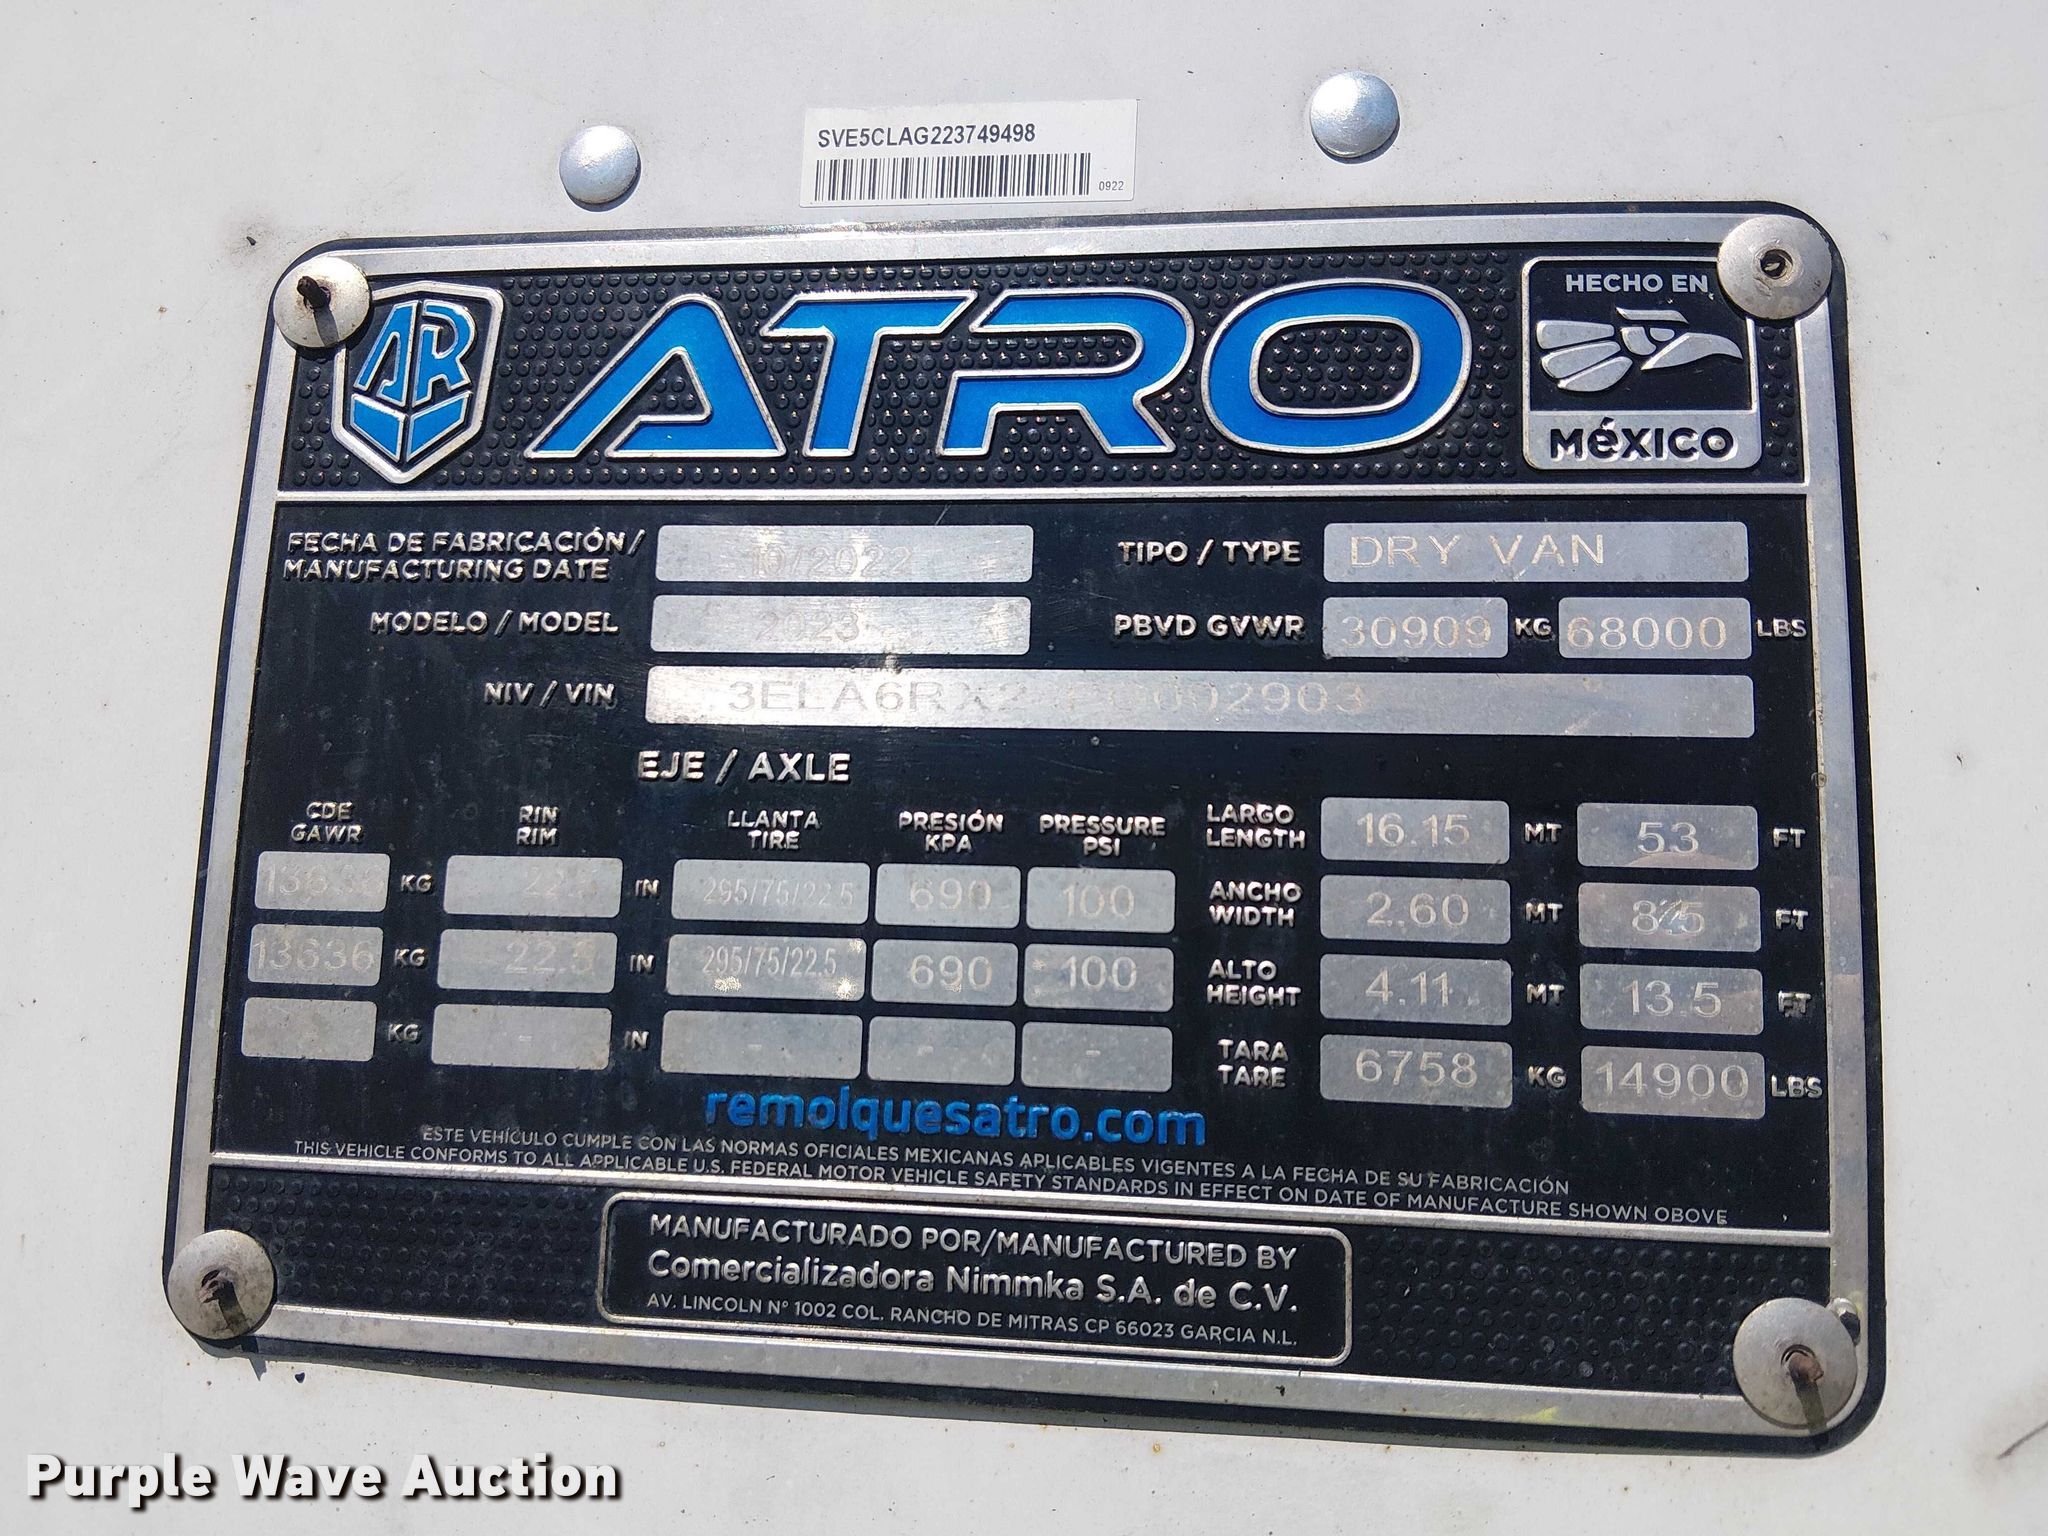 SVE5CLAG223749498
0922
AR
ATRO
HECHO EN
MéXICO
FECHA DE FABRICACIÓN/
MANUFACTURING DATE
10/2022
TIPO / TYPE DRY VAN
MODELO / MODEL 2023
PBVD GVWR 30909 KG 68000 LBS
NIV / VIN
EJE / AXLE
CDE
GAWR
RIN
RIM
LLANTA
TIRE
PRESIÓN
KPA
PRESSURE
PSI
13636 KG 22.5 IN 295/75/22.5 690 100
13636 KG 22.5 IN 295/75/22.5 690 100
KG - IN - - -
LARGO
LENGTH
16.15 MT 53 FT
ANCHO
WIDTH
2.60 MT FT
ALTO
HEIGHT
4.11 MT 13.5 FT
TARA
TARE
6758 KG 14900 LBS
remolquesatro.com
ESTE VEHÍCULO CUMPLE CON LAS NORMAS OFICIALES MEXICANAS APLICABLES VIGENTES A LA FECHA DE SU FABRICACIÓN
THIS VEHICLE CONFORMS TO ALL APPLICABLE U.S. FEDERAL MOTOR VEHICLE SAFETY STANDARDS IN EFFECT ON DATE OF MANUFACTURE SHOWN OBOVE
MANUFACTURADO POR/MANUFACTURED BY
Comercializadora Nimmka S.A. de C.V.
AV. LINCOLN N° 1002 COL. RANCHO DE MITRAS CP 66023 GARCIA N.L.
Purple Wave Auction